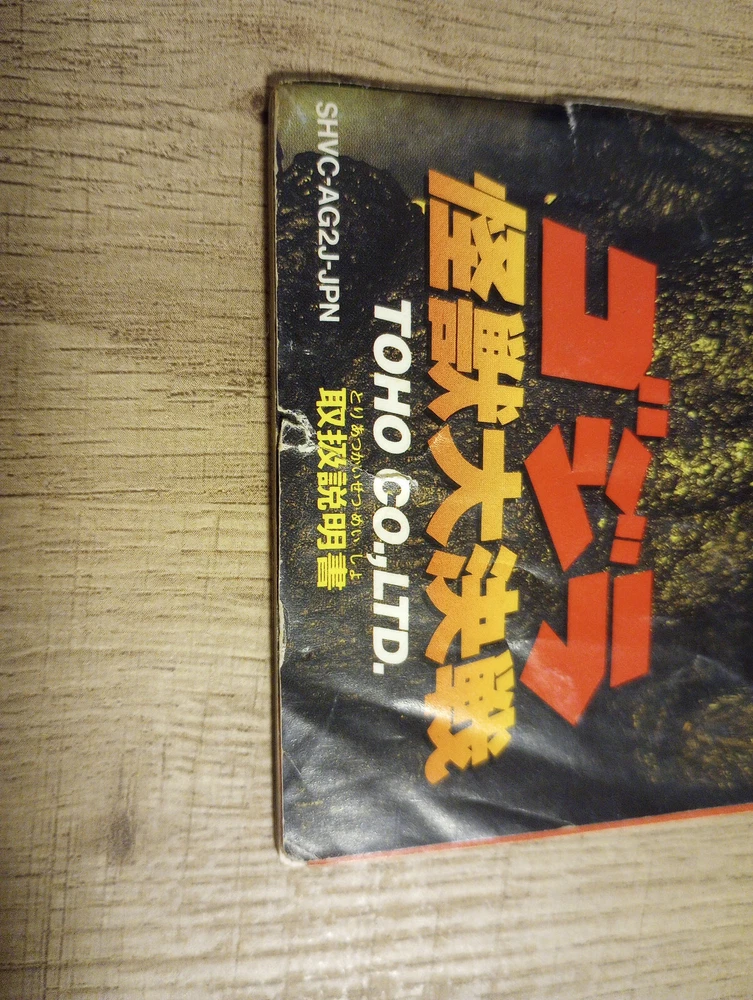 ゴジラ
怪獣大決戦
TOHO CO.,LTD.
とりあつかいせつめいしょ
取扱説明書
SHVC-AG2J-JPN